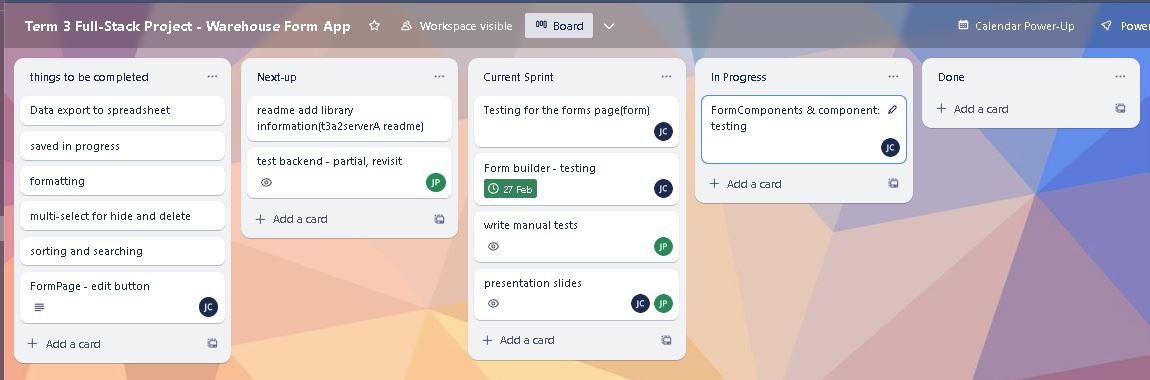 Term 3 Full-Stack Project - Warehouse Form App
Workspace visible
Board
Calendar Power-Up
things to be completed
Data export to spreadsheet
saved in progress
formatting
multi-select for hide and delete
sorting and searching
FormPage - edit button
JC
+ Add a card
Next-up
readme add library
information(t3a2serverA readme)
test backend - partial, revisit
JP
+ Add a card
Current Sprint
Testing for the forms page(form)
JC
Form builder - testing
27 Feb
JC
write manual tests
JP
presentation slides
JC JP
+ Add a card
In Progress
FormComponents & component:
testing
JC
+ Add a card
Done
+ Add a card